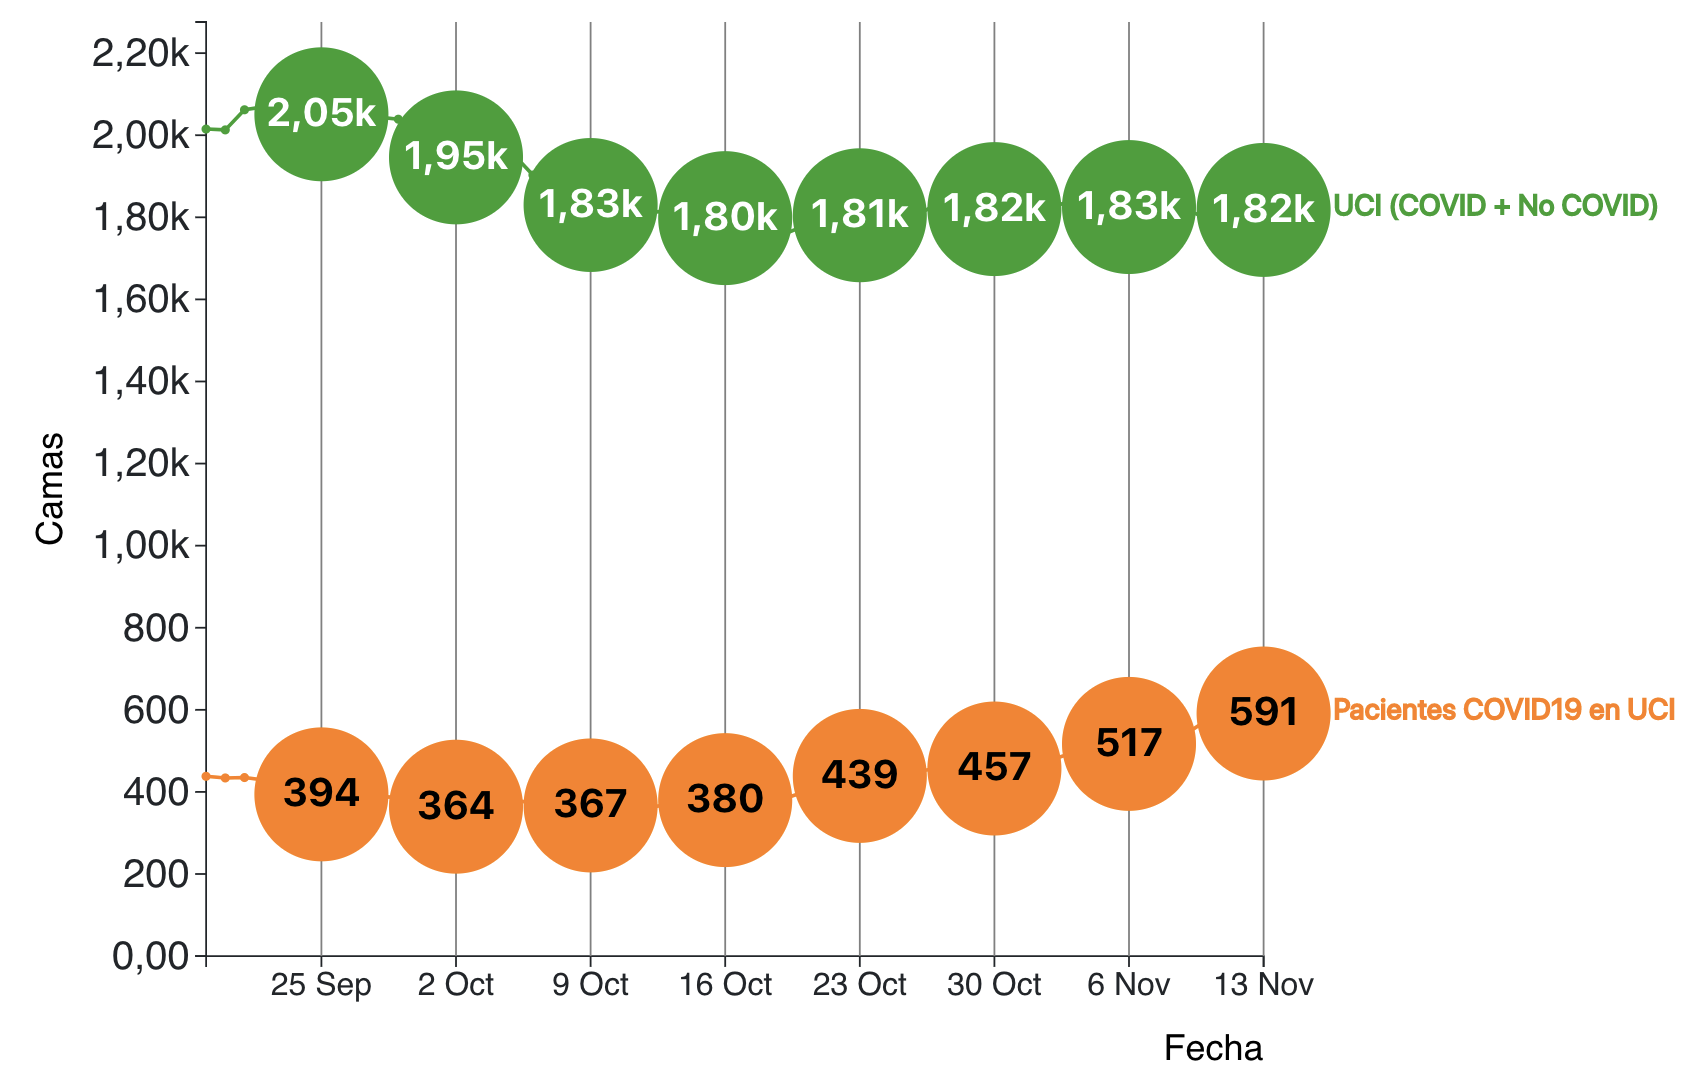 2,20k
2,00k
1,80k
1,60k
1,40k
1,20k
1,00k
800
600
400
200
0,00
Camas
2,05k 1,95k 1,83k 1,80k 1,81k 1,82k 1,83k 1,82k
UCI (COVID + No COVID)
394 364 367 380 439 457 517 591
Pacientes COVID19 en UCI
25 Sep 2 Oct 9 Oct 16 Oct 23 Oct 30 Oct 6 Nov 13 Nov
Fecha